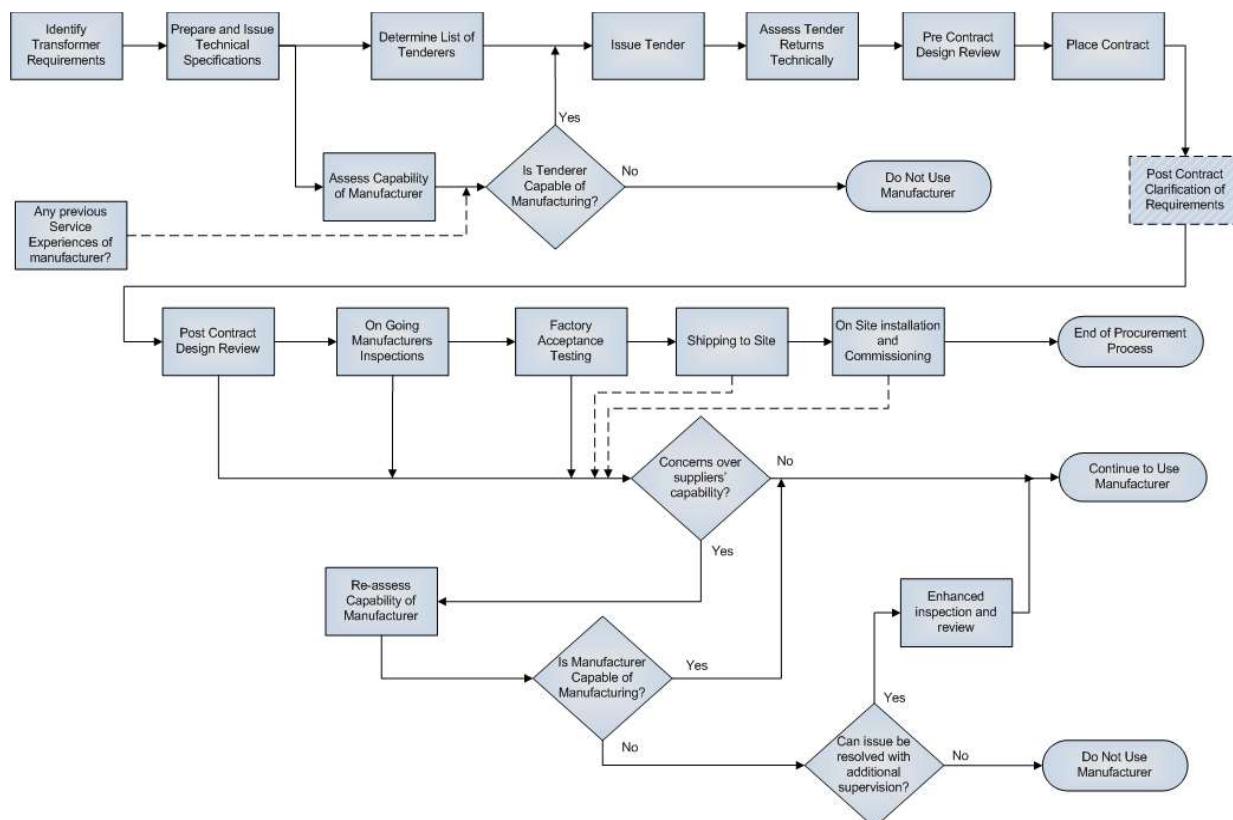 Identify
Transformer
Requirements
Prepare and Issue
Technical
Specifications
Determine List of
Tenderers
Issue Tender
Assess Tender
Returns
Technically
Pre Contract
Design Review
Place Contract
Yes
Assess Capability
of Manufacturer
Is Tenderer
Capable of
Manufacturing?
No
Do Not Use
Manufacturer
Post Contract
Clarification of
Requirements
Any previous
Service
Experiences of
manufacturer?
Post Contract
Design Review
On Going
Manufacturers
Inspections
Factory
Acceptance
Testing
Shipping to Site
On Site installation
and
Commissioning
End of Procurement
Process
Concerns over
suppliers'
capability?
No
Continue to Use
Manufacturer
Yes
Re-assess
Capability of
Manufacturer
Enhanced
inspection and
review
Is Manufacturer
Capable of
Manufacturing?
Yes
Yes
No
Can issue be
resolved with
additional
supervision?
No
Do Not Use
Manufacturer